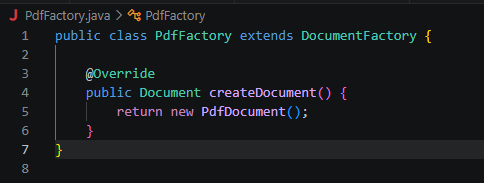 PdfFactory.java > PdfFactory
1 public class PdfFactory extends DocumentFactory {
2
3     @Override
4     public Document createDocument() {
5         return new PdfDocument();
6     }
7 }
8